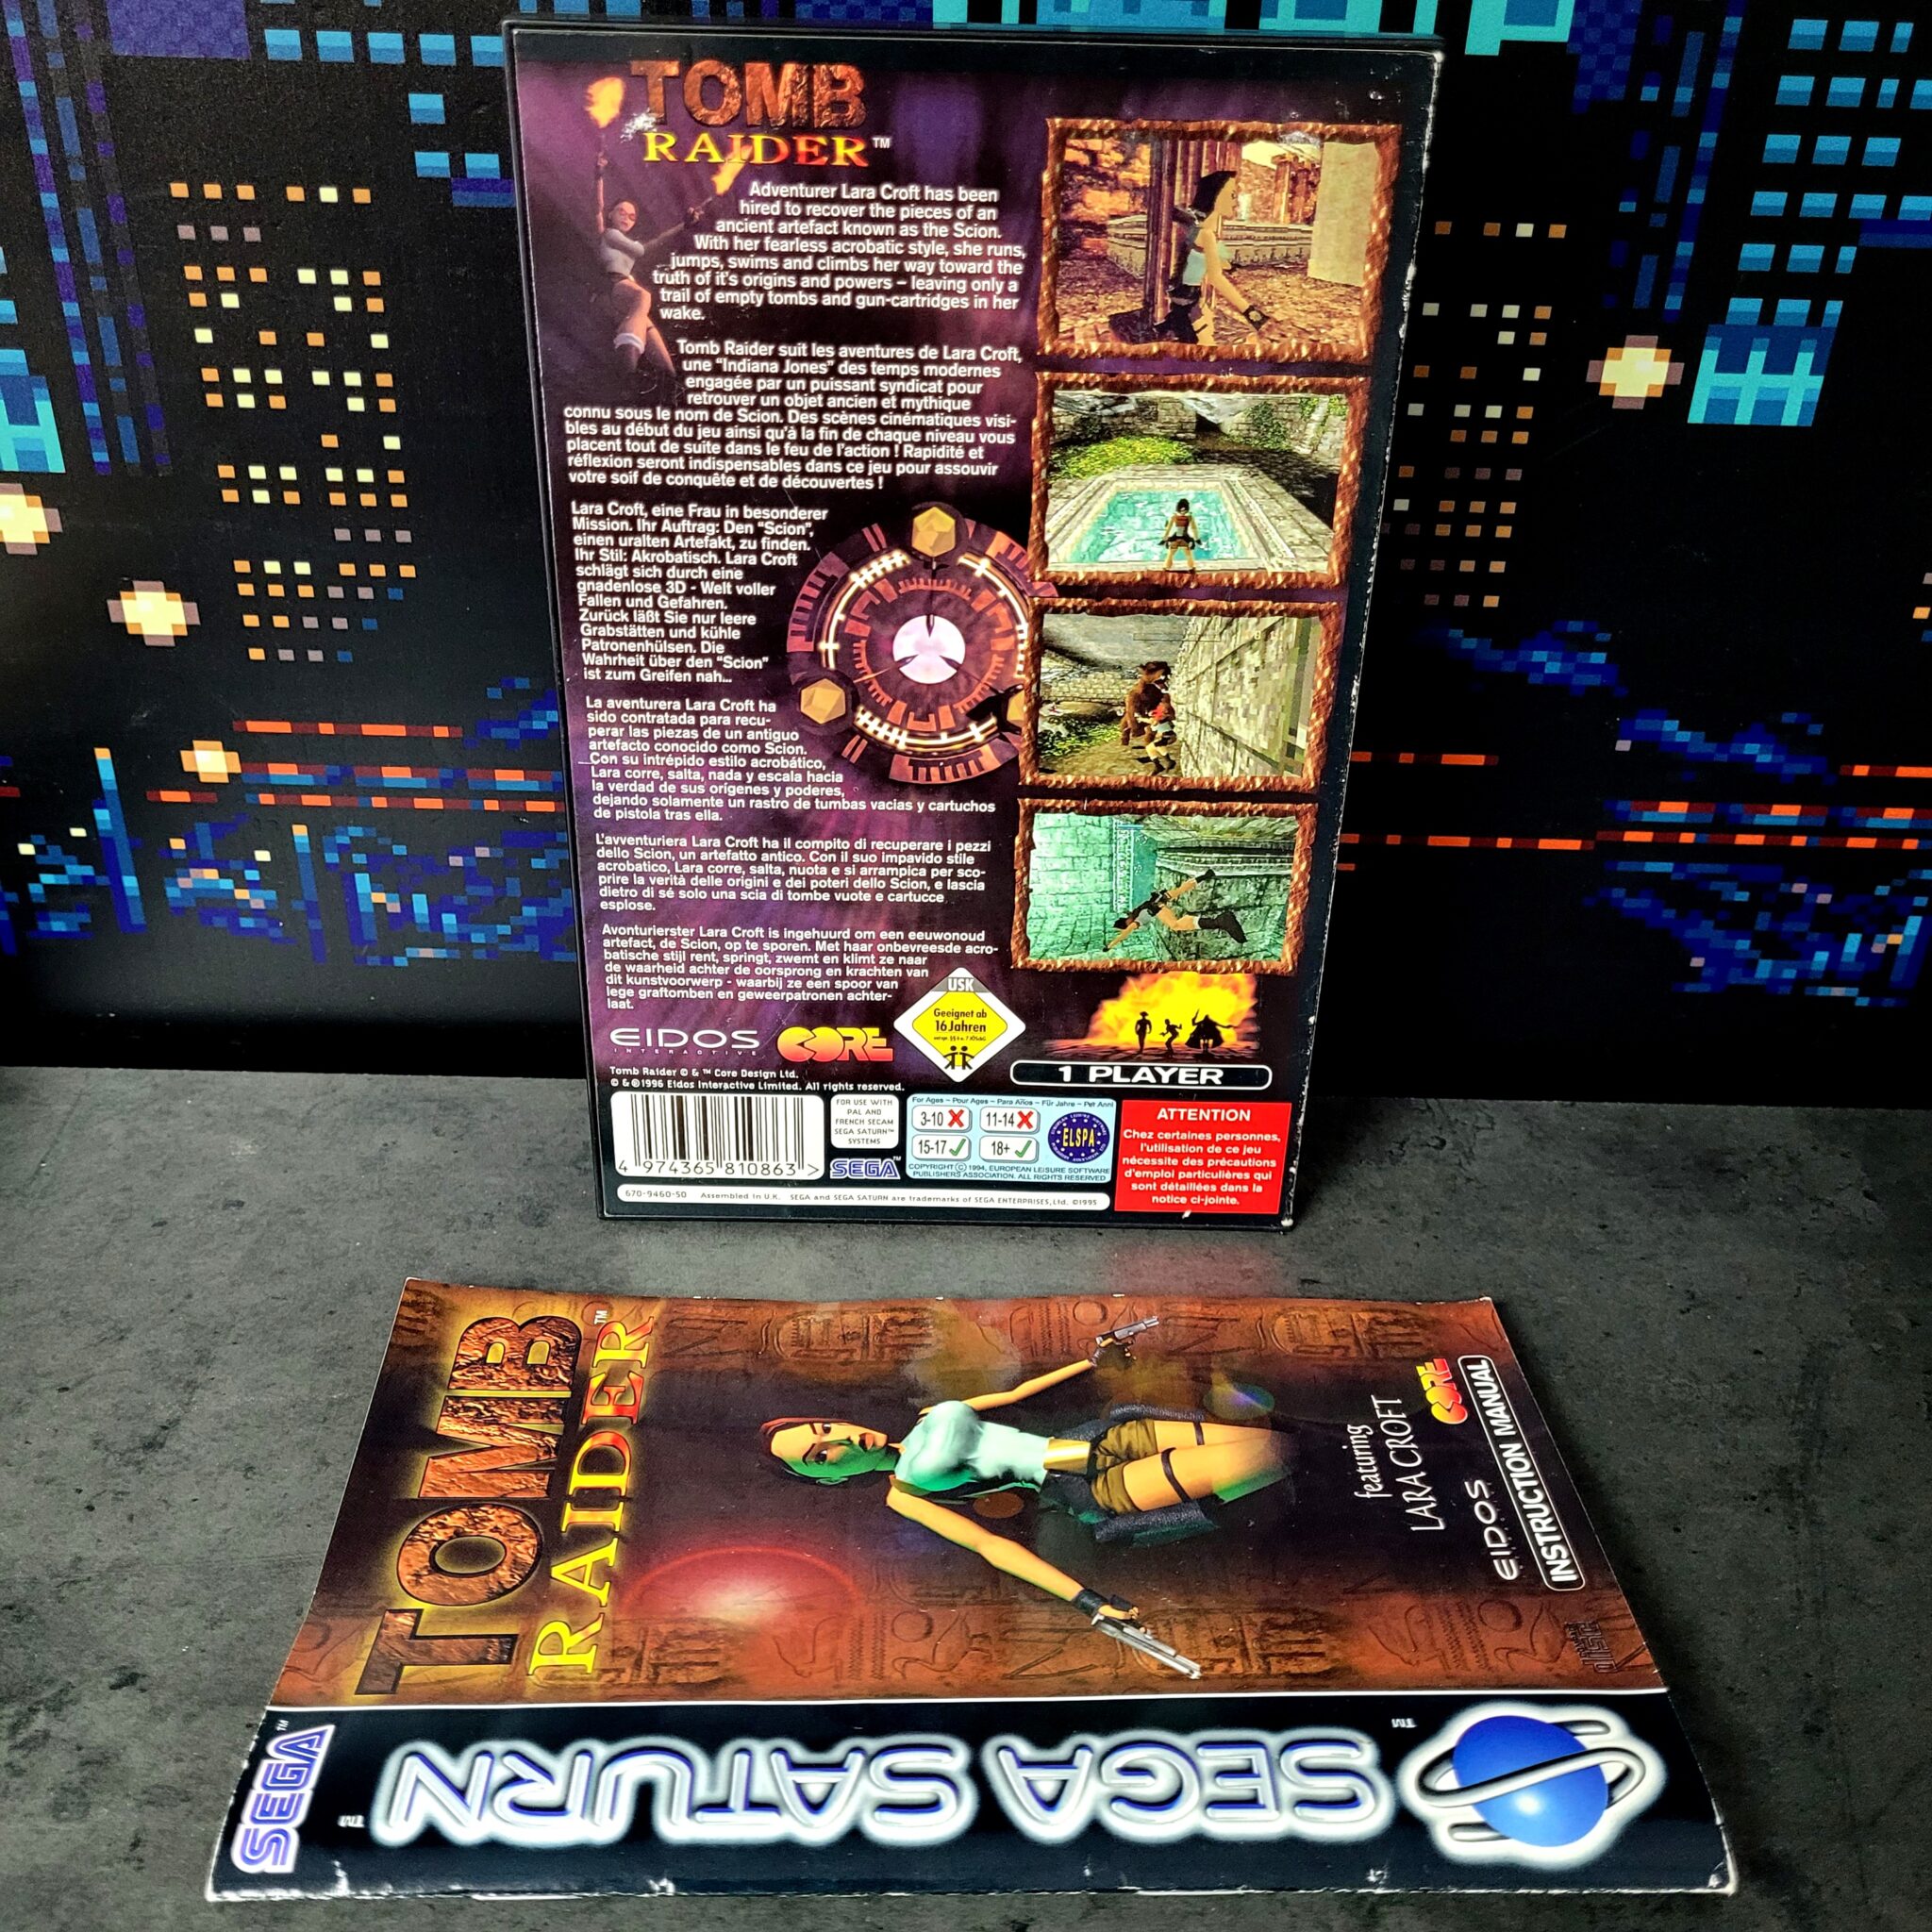 TOMB
RAIDER™
Adventurer Lara Croft has been
hired to recover the pieces of an
ancient artefact known as the Scion.
With her fearless acrobatic style, she runs,
jumps, swims and climbs her way toward the
truth of it's origins and powers – leaving only a
trail of empty tombs and gun-cartridges in her
wake.
Tomb Raider suit les aventures de Lara Croft,
une "Indiana Jones" des temps modernes
engagée par un puissant syndicat pour
retrouver un objet ancien et mythique
connu sous le nom de Scion. Des scènes cinématiques visi-
bles au début du jeu ainsi qu'à la fin de chaque niveau vous
placent tout de suite dans le feu de l'action ! Rapidité et
réflexion seront indispensables dans ce jeu pour assouvir
votre soif de conquête et de découvertes !
Lara Croft, eine Frau in besonderer
Mission. Ihr Auftrag: Den "Scion",
einen uralten Artefakt, zu finden.
Ihr Stil: Akrobatisch. Lara Croft
schlägt sich durch eine
gnadenlose 3D - Welt voller
Fallen und Gefahren.
Zurück läßt Sie nur leere
Grabstätten und kühle
Patronenhülsen. Die
Wahrheit über den "Scion"
ist zum Greifen nah...
La aventurera Lara Croft ha
sido contratada para recu-
perar las piezas de un antiguo
artefacto conocido como Scion.
Con su intrépido estilo acrobático,
Lara corre, salta, nada y escala hacia
la verdad de sus orígenes y poderes,
dejando solamente un rastro de tumbas vacias y cartuchos
de pistola tras ella.
L'avventuriera Lara Croft ha il compito di recuperare i pezzi
dello Scion, un artefatto antico. Con il suo impavido stile
acrobatico, Lara corre, salta, nuota e si arrampica per sco-
prire la verità delle origini e dei poteri dello Scion, e lascia
dietro di sé solo una scia di tombe vuote e cartucce
esplose.
Avonturierster Lara Croft is ingehuurd om een eeuwenoud
artefact, de Scion, op te sporen. Met haar onbevreesde acro-
batische stijl rent, springt, zwemt en klimt ze naar
de waarheid achter de oorsprong en krachten van
dit kunstvoorwerp - waarbij ze een spoor van
lege graftomben en geweerpatronen achter-
laat.
EIDOS
INTERACTIVE
CORE
USK
Geeignet ab
16 Jahren
1 PLAYER
Tomb Raider © & ™ Core Design Ltd.
© & ®1996 Eidos Interactive Limited. All rights reserved.
4 974365 810863 >
FOR USE WITH
PAL AND
FRENCH SECAM
SEGA SATURN™
SYSTEMS
SEGA™
For Ages – Pour Ages – Para Años – Für Jahre – Per Anni
3-10 11-14
15-17 18+
ELSPA
COPYRIGHT © 1994, EUROPEAN LEISURE SOFTWARE
PUBLISHERS ASSOCIATION. ALL RIGHTS RESERVED
ATTENTION
Chez certaines personnes,
l'utilisation de ce jeu
nécessite des précautions
d'emploi particulières qui
sont détaillées dans la
notice ci-jointe.
670-9460-50 Assembled in U.K. SEGA and SEGA SATURN are trademarks of SEGA ENTERPRISES, Ltd. ©1995
TOMB
RAIDER™
featuring
LARA CROFT
CORE
EIDOS
INSTRUCTION MANUAL
SEGA™
SEGA SATURN™